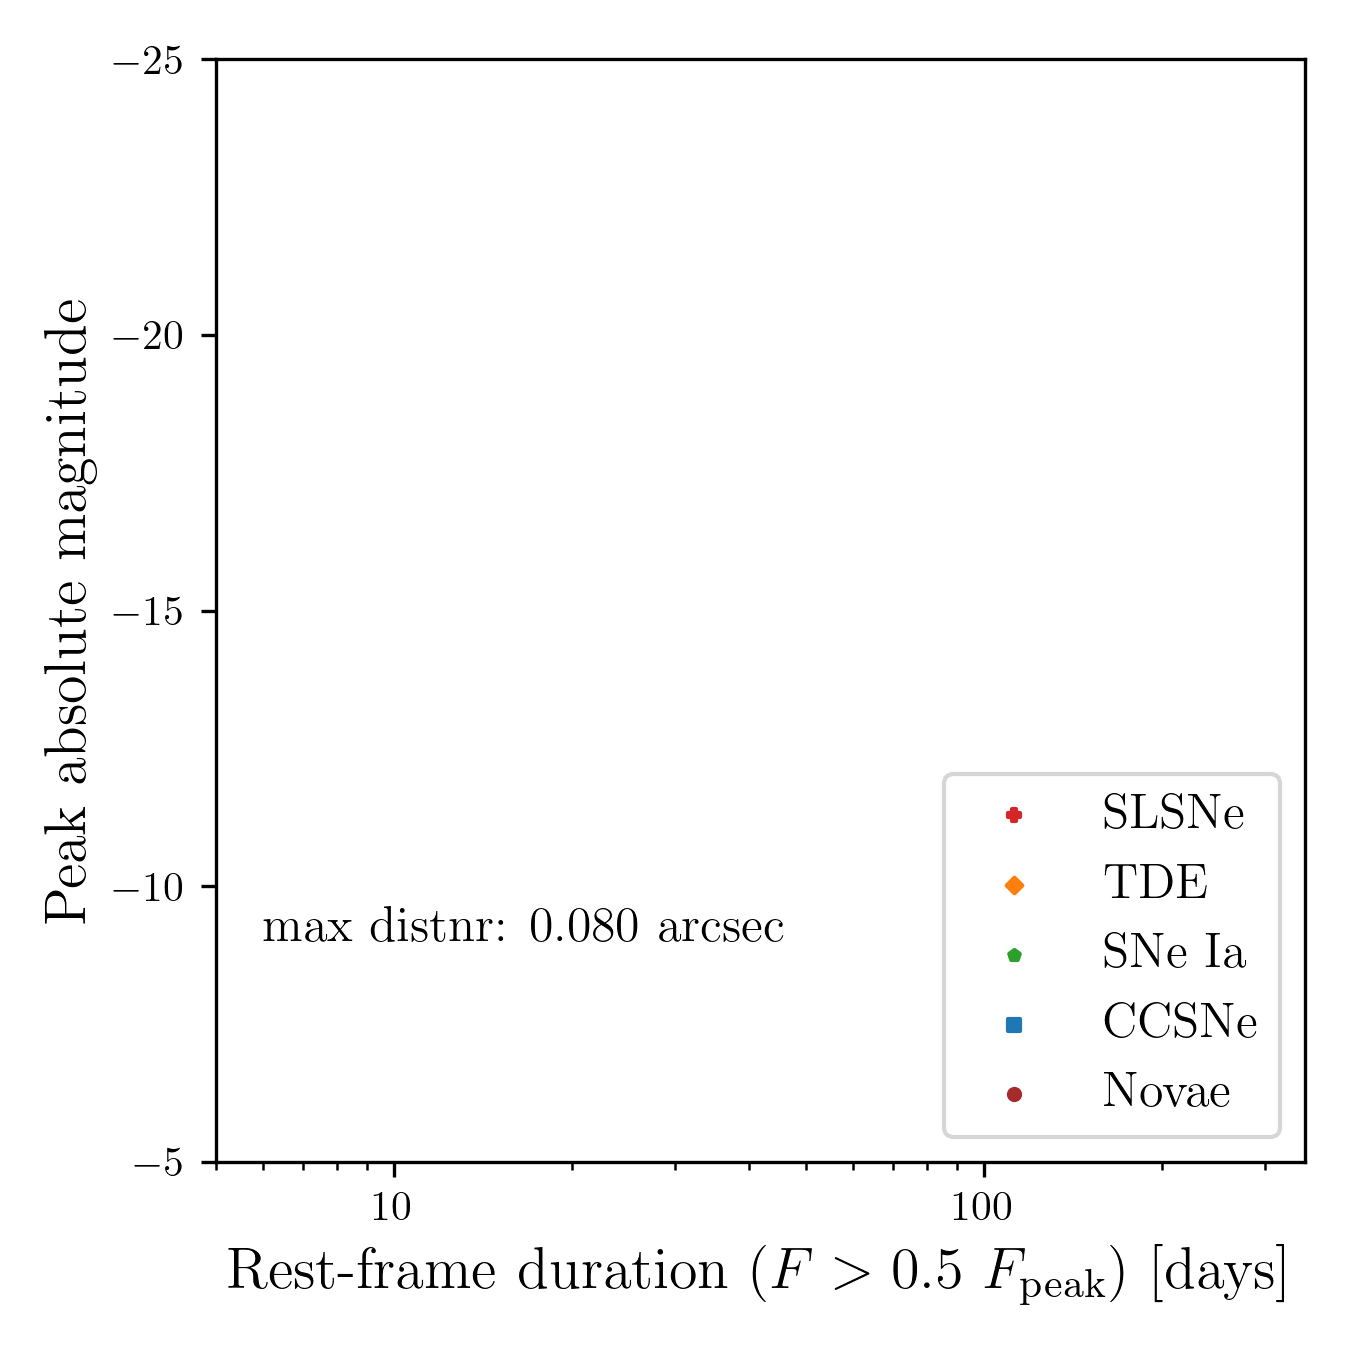 Peak absolute magnitude
−25
−20
−15
−10
−5
max distnr: 0.080 arcsec
SLSNe
TDE
SNe Ia
CCSNe
Novae
10
100
Rest-frame duration (F > 0.5 F_peak) [days]